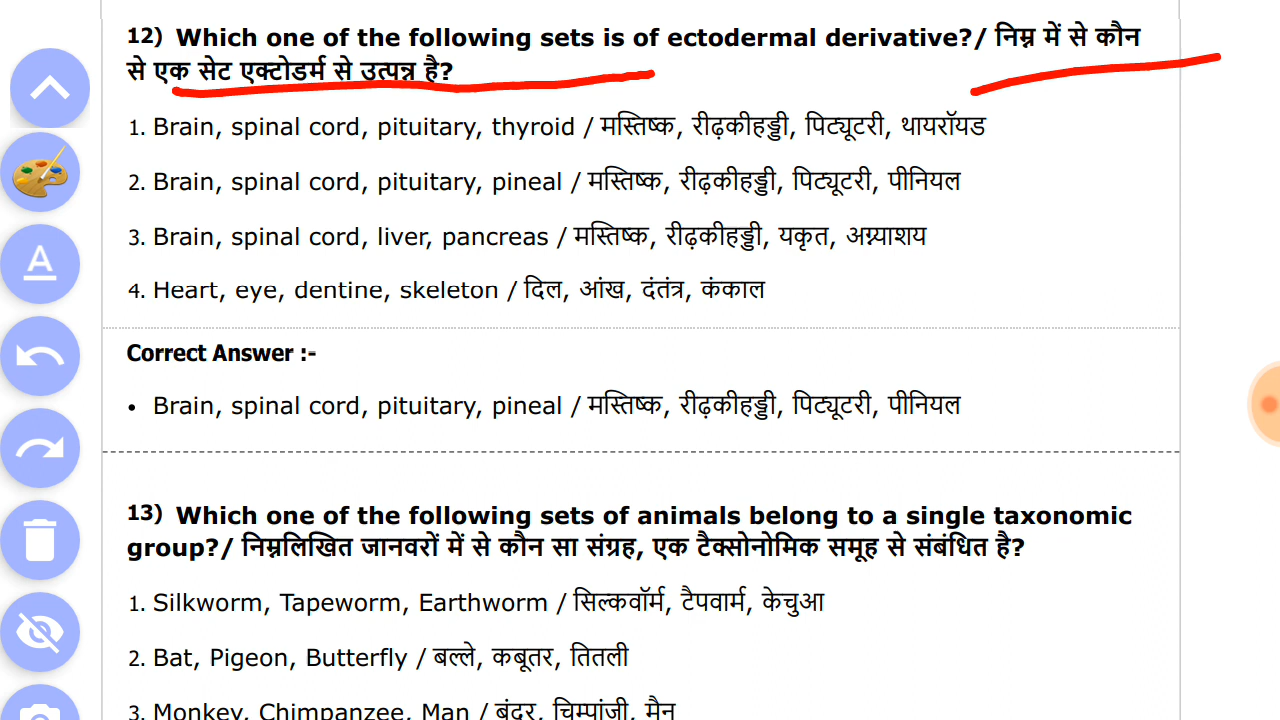 12) Which one of the following sets is of ectodermal derivative?/ निम्न में से कौन
से एक सेट एक्टोडर्म से उत्पन्न है?
1. Brain, spinal cord, pituitary, thyroid / मस्तिष्क, रीढ़कीहड्डी, पिट्यूटरी, थायरॉयड
2. Brain, spinal cord, pituitary, pineal / मस्तिष्क, रीढ़कीहड्डी, पिट्यूटरी, पीनियल
3. Brain, spinal cord, liver, pancreas / मस्तिष्क, रीढ़कीहड्डी, यकृत, अग्न्याशय
4. Heart, eye, dentine, skeleton / दिल, आंख, दंतंत्र, कंकाल
Correct Answer :-
• Brain, spinal cord, pituitary, pineal / मस्तिष्क, रीढ़कीहड्डी, पिट्यूटरी, पीनियल
13) Which one of the following sets of animals belong to a single taxonomic
group?/ निम्नलिखित जानवरों में से कौन सा संग्रह, एक टैक्सोनोमिक समूह से संबंधित है?
1. Silkworm, Tapeworm, Earthworm / सिल्कवॉर्म, टैपवार्म, केचुआ
2. Bat, Pigeon, Butterfly / बल्ले, कबूतर, तितली
3. Monkey, Chimpanzee, Man / बंदर, चिम्पांजी, मैन
A